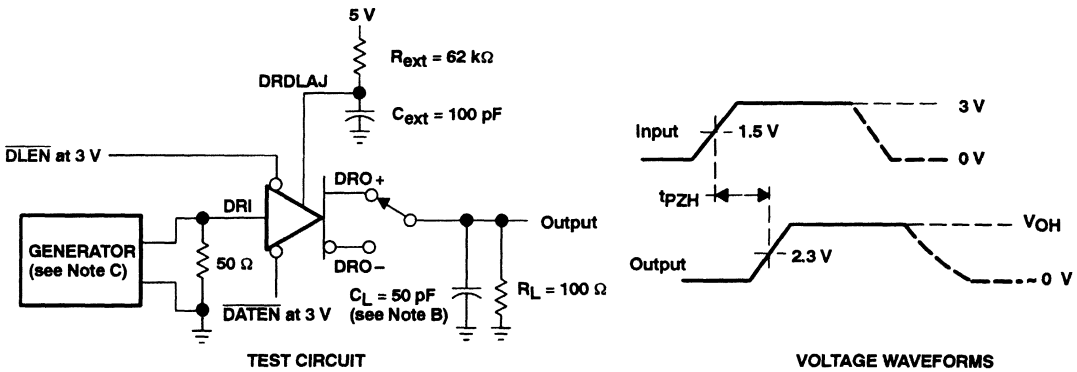 5 V
Rext = 62 kΩ
DRDLAJ
Cext = 100 pF
DLEN at 3 V
DRO+
DRI
Output
GENERATOR
(see Note C)
50 Ω
DRO−
CL = 50 pF
(see Note B)
RL = 100 Ω
DATEN at 3 V
TEST CIRCUIT
3 V
Input
1.5 V
0 V
tPZH
VOH
Output
2.3 V
~ 0 V
VOLTAGE WAVEFORMS